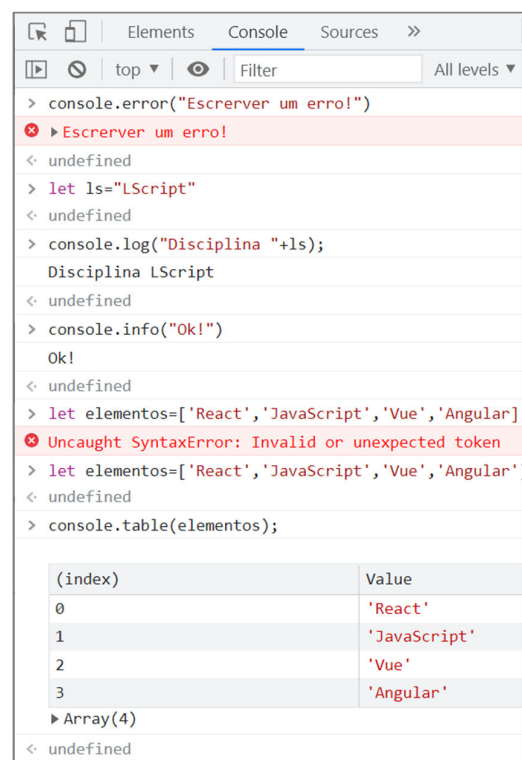 Elements Console Sources »
top ▼ Filter All levels ▼
> console.error("Escrerver um erro!")
▶Escrerver um erro!
<· undefined
> let ls="LScript"
<· undefined
> console.log("Disciplina "+ls);
Disciplina LScript
<· undefined
> console.info("Ok!")
Ok!
<· undefined
> let elementos=['React','JavaScript','Vue','Angular]
Uncaught SyntaxError: Invalid or unexpected token
> let elementos=['React','JavaScript','Vue','Angular']
<· undefined
> console.table(elementos);
(index) Value
0 'React'
1 'JavaScript'
2 'Vue'
3 'Angular'
▶Array(4)
<· undefined